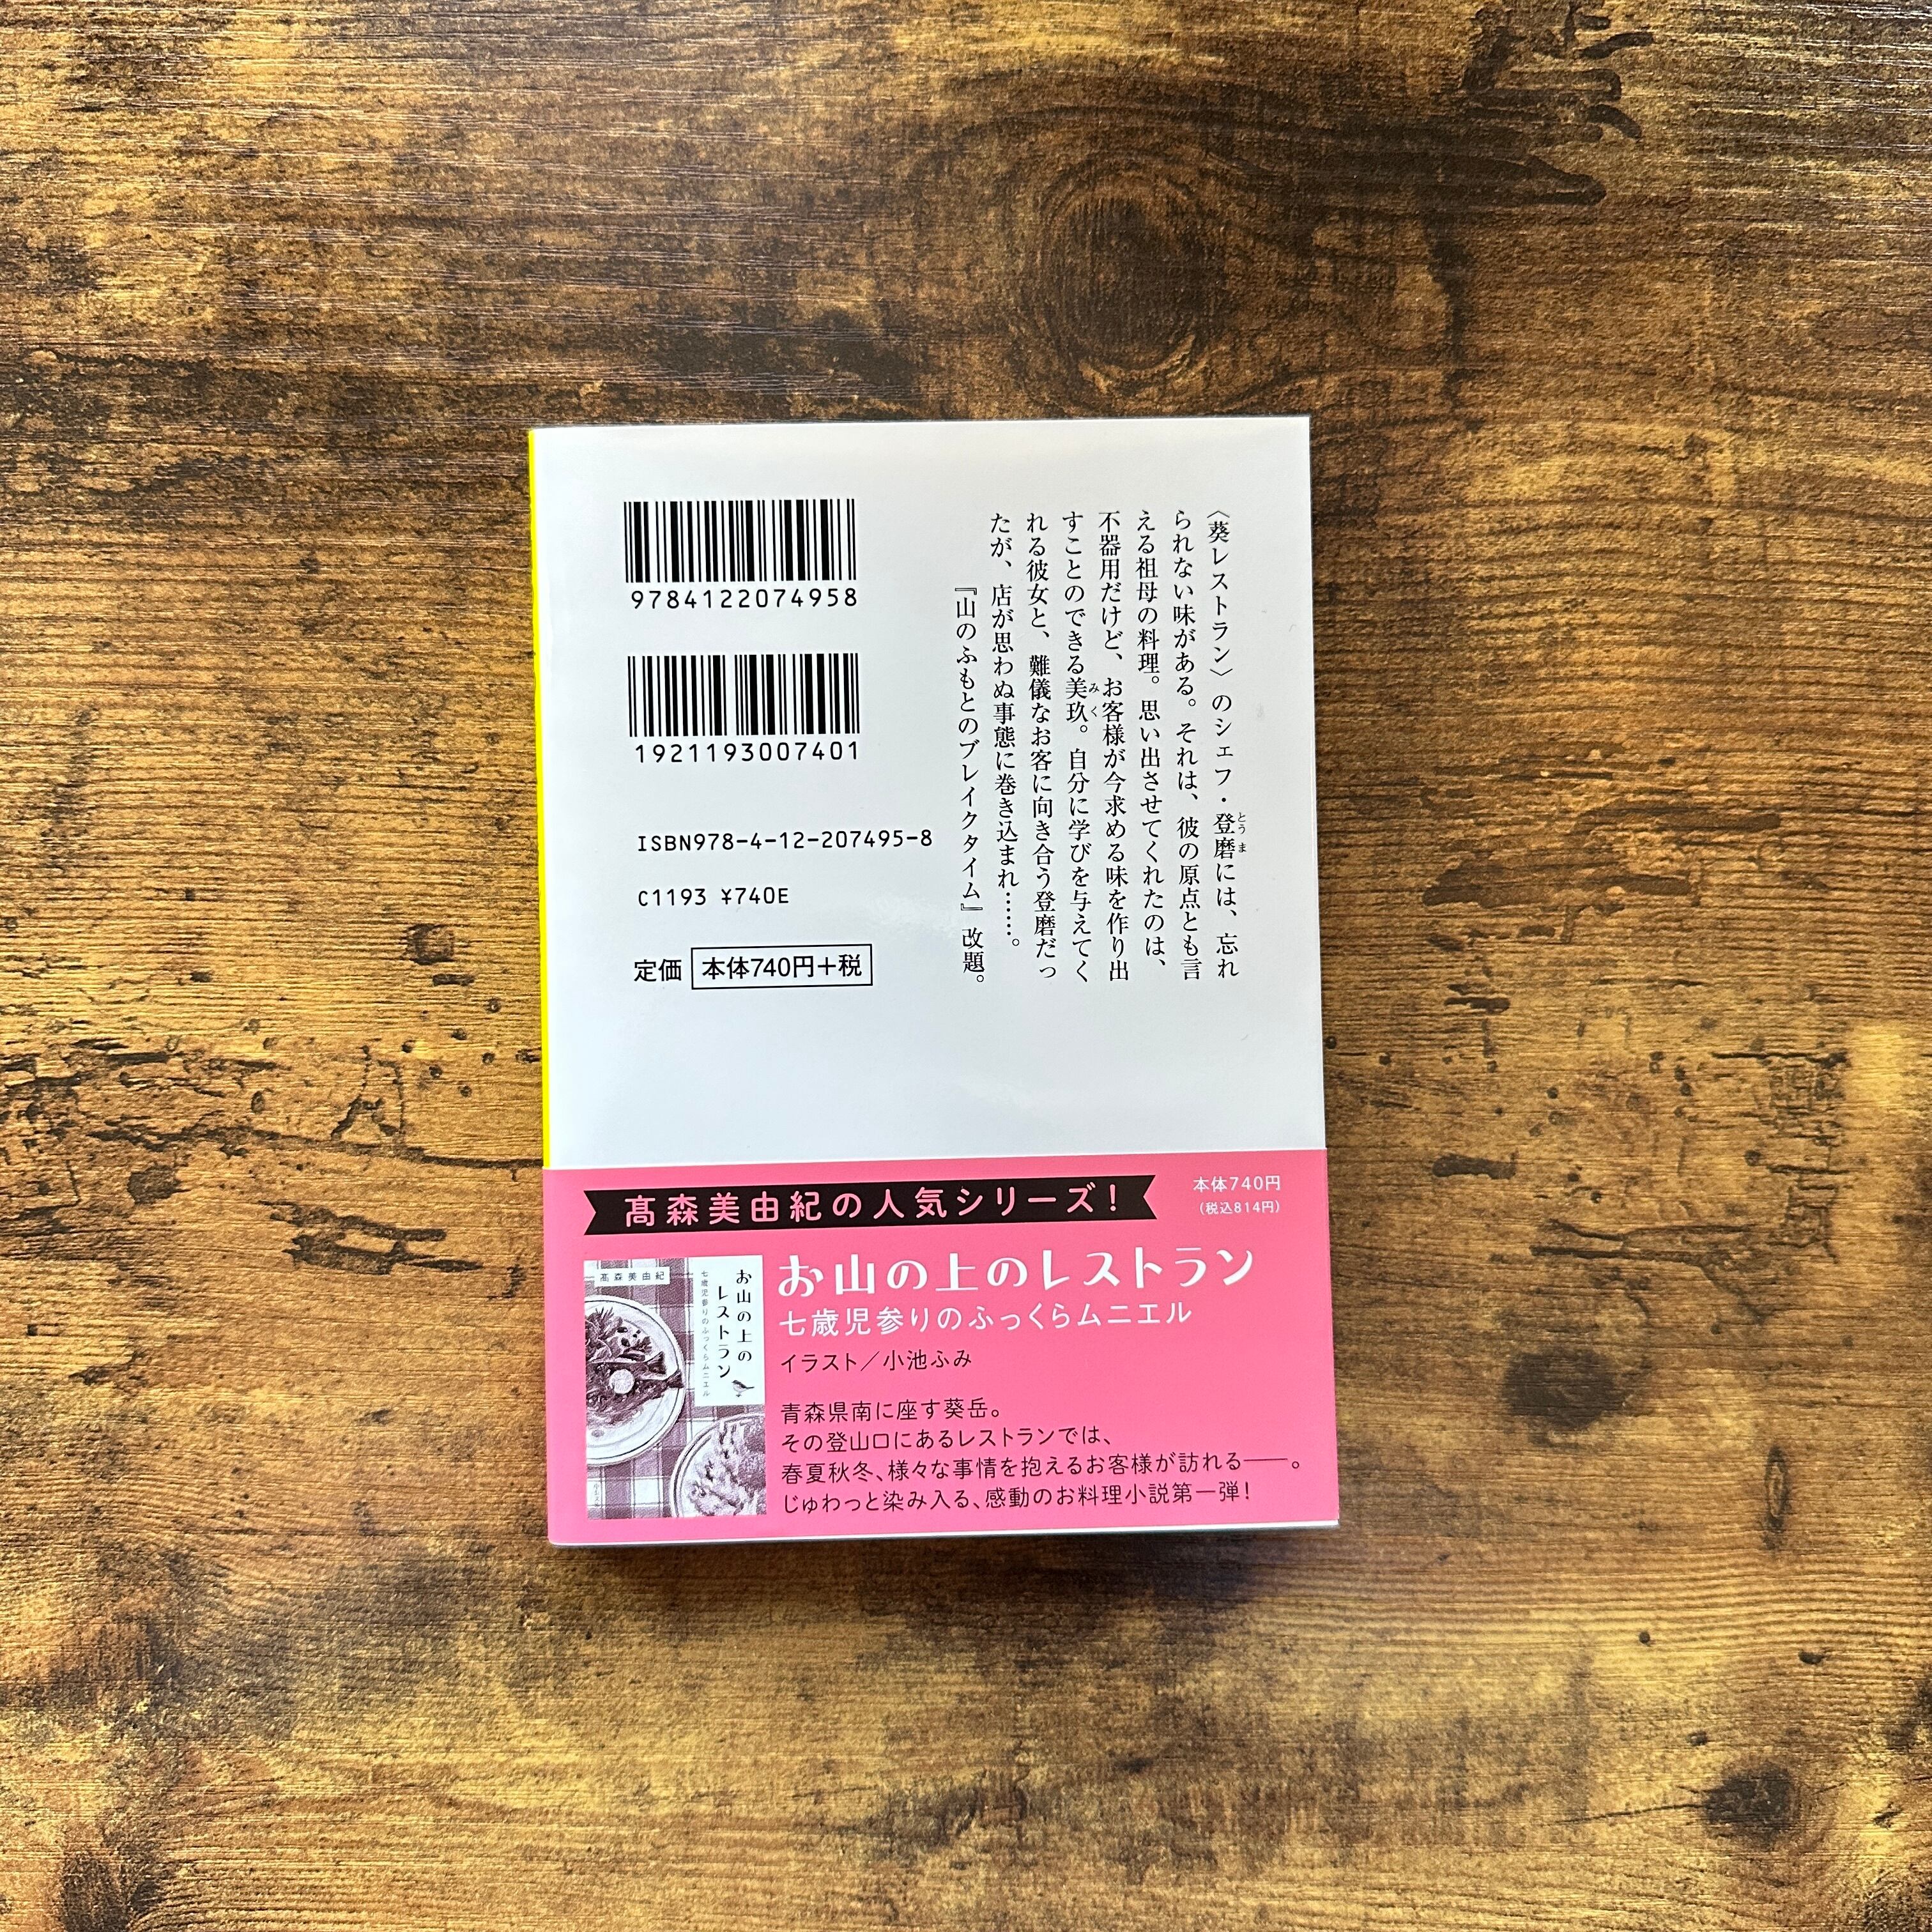 〈葵レストラン〉のシェフ・登磨には、忘れ
られない味がある。それは、彼の原点とも言
える祖母の料理。思い出させてくれたのは、
不器用だけど、お客様が今求める味を作り出
すことのできる美玖。自分に学びを与えてく
れる彼女と、難儀なお客に向き合う登磨だっ
たが、店が思わぬ事態に巻き込まれ……。
『山のふもとのブレイクタイム』改題。
とうま
みく
9784122074958
1921193007401
ISBN978-4-12-207495-8
C1193 ¥740E
定価 本体740円+税
髙森美由紀の人気シリーズ!
本体740円
(税込814円)
髙森美由紀
お山の上の
レストラン
七歳児参りのふっくらムニエル
お山の上のレストラン
七歳児参りのふっくらムニエル
イラスト/小池ふみ
青森県南に座す葵岳。
その登山口にあるレストランでは、
春夏秋冬、様々な事情を抱えるお客様が訪れる――。
じゅわっと染み入る、感動のお料理小説第一弾!